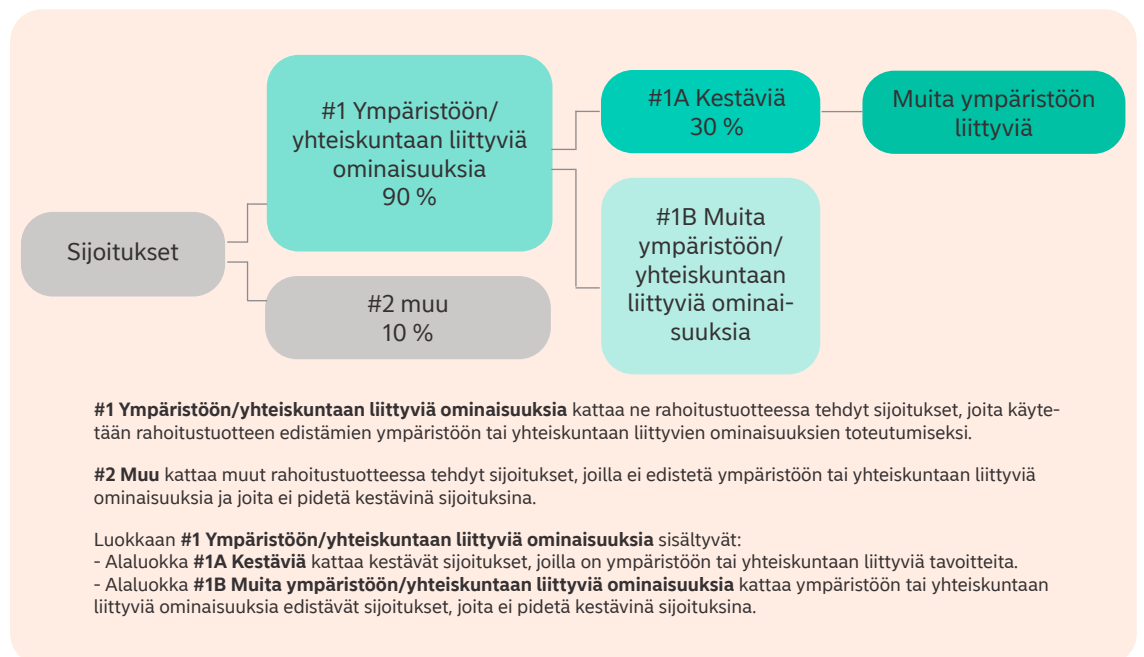 Sijoitukset
#1 Ympäristöön/
yhteiskuntaan liittyviä
ominaisuuksia
90 %
#2 muu
10 %
#1A Kestäviä
30 %
Muita ympäristöön
liittyviä
#1B Muita
ympäristöön/
yhteiskuntaan
liittyviä ominai-
suuksia
#1 Ympäristöön/yhteiskuntaan liittyviä ominaisuuksia kattaa ne rahoitustuotteessa tehdyt sijoitukset, joita käyte-
tään rahoitustuotteen edistämien ympäristöön tai yhteiskuntaan liittyvien ominaisuuksien toteutumiseksi.
#2 Muu kattaa muut rahoitustuotteessa tehdyt sijoitukset, joilla ei edistetä ympäristöön tai yhteiskuntaan liittyviä
ominaisuuksia ja joita ei pidetä kestävinä sijoituksina.
Luokkaan #1 Ympäristöön/yhteiskuntaan liittyviä ominaisuuksia sisältyvät:
- Alaluokka #1A Kestäviä kattaa kestävät sijoitukset, joilla on ympäristöön tai yhteiskuntaan liittyviä tavoitteita.
- Alaluokka #1B Muita ympäristöön/yhteiskuntaan liittyviä ominaisuuksia kattaa ympäristöön tai yhteiskuntaan
liittyviä ominaisuuksia edistävät sijoitukset, joita ei pidetä kestävinä sijoituksina.